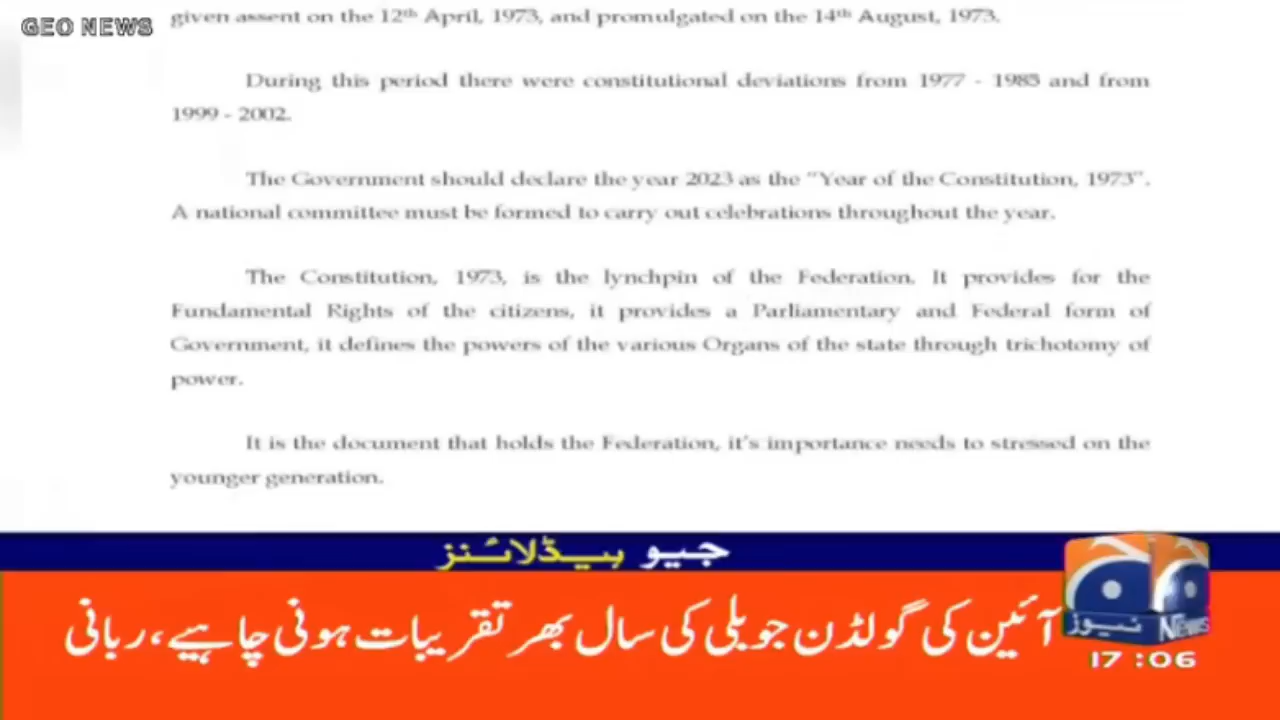 GEO NEWS
given assent on the 12th April, 1973, and promulgated on the 14th August, 1973.
During this period there were constitutional deviations from 1977 - 1985 and from
1999 - 2002.
The Government should declare the year 2023 as the "Year of the Constitution, 1973".
A national committee must be formed to carry out celebrations throughout the year.
The Constitution, 1973, is the lynchpin of the Federation. It provides for the
Fundamental Rights of the citizens, it provides a Parliamentary and Federal form of
Government, it defines the powers of the various Organs of the state through trichotomy of
power.
It is the document that holds the Federation, it's importance needs to stressed on the
younger generation.
جیو ہیڈلائنز
آئین کی گولڈن جوبلی کی سال بھر تقریبات ہونی چاہیے، ربانی
نیوز News
17:06